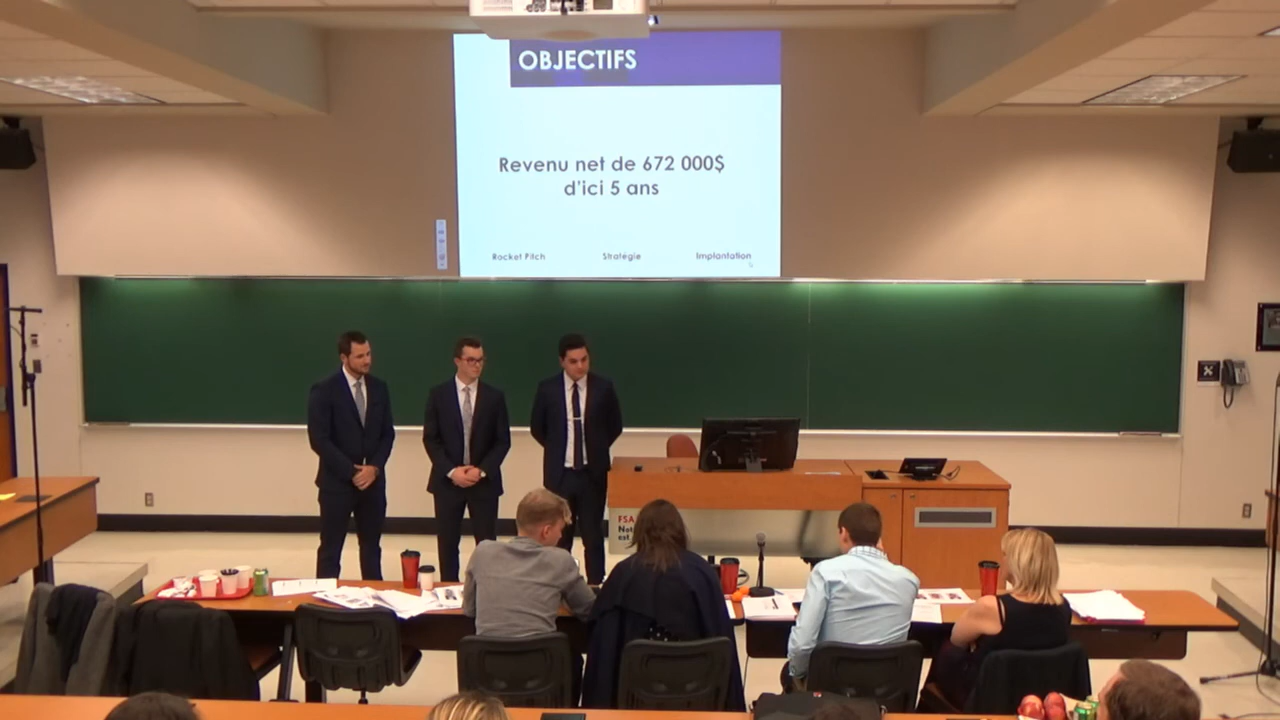 OBJECTIFS
Revenu net de 672 000$
d'ici 5 ans
Rocket Pitch Stratégie Implantation
FSA